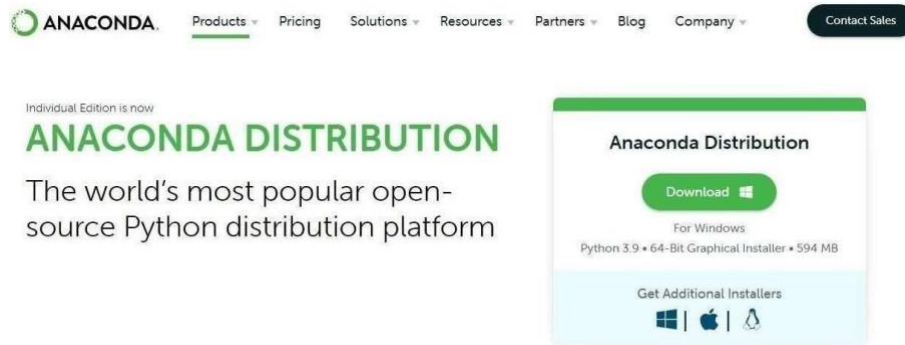 ANACONDA.
Products Pricing Solutions Resources Partners Blog Company Contact Sales
Individual Edition is now
ANACONDA DISTRIBUTION
The world's most popular open-
source Python distribution platform
Anaconda Distribution
Download
For Windows
Python 3.9 • 64-Bit Graphical Installer • 594 MB
Get Additional Installers